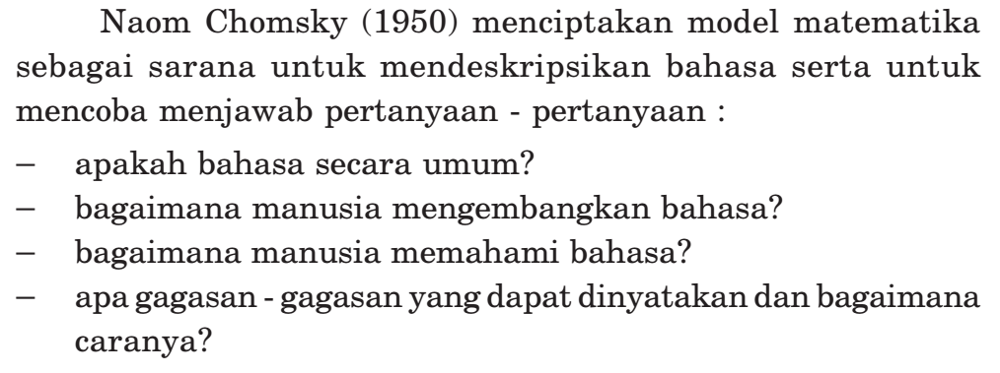 Naom Chomsky (1950) menciptakan model matematika
sebagai sarana untuk mendeskripsikan bahasa serta untuk
mencoba menjawab pertanyaan - pertanyaan :
– apakah bahasa secara umum?
– bagaimana manusia mengembangkan bahasa?
– bagaimana manusia memahami bahasa?
– apa gagasan - gagasan yang dapat dinyatakan dan bagaimana
caranya?